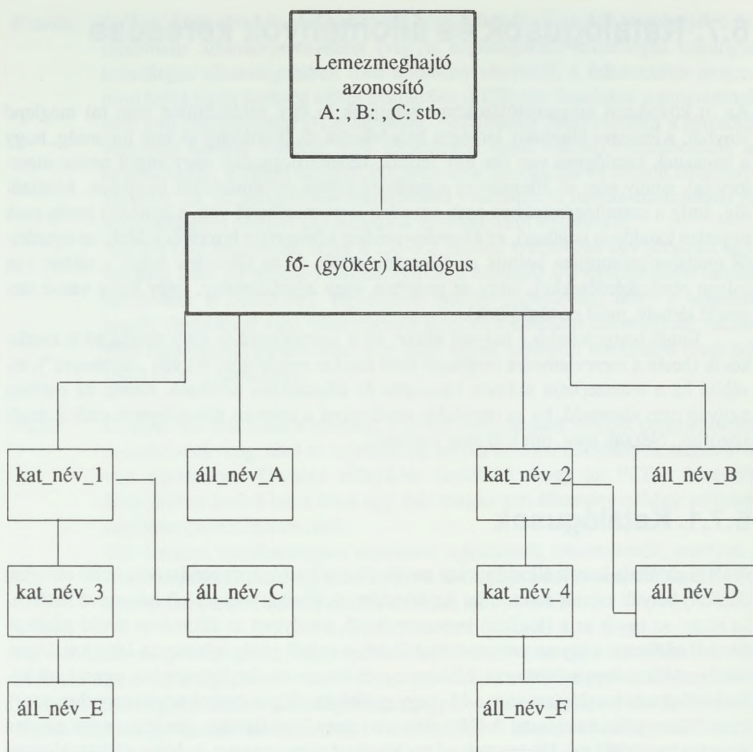 Lemezmeghajtó
azonosító
A: , B: , C: stb.
fő- (gyökér) katalógus
kat_név_1
áll_név_A
kat_név_2
áll_név_B
kat_név_3
áll_név_C
kat_név_4
áll_név_D
áll_név_E
áll_név_F